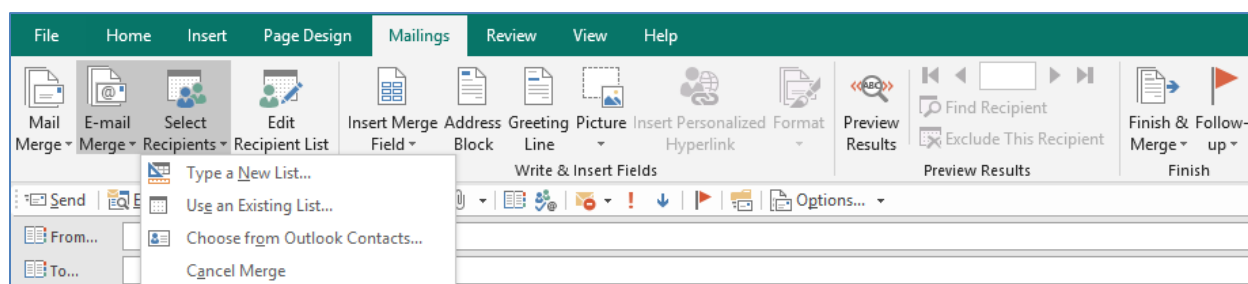 File Home Insert Page Design Mailings Review View Help
Mail Merge E-mail Merge Select Recipients Edit Recipient List Insert Merge Field Address Block Greeting Line Picture Insert Personalized Hyperlink Format «ABC» Preview Results Find Recipient Exclude This Recipient Finish & Merge Follow-up
Write & Insert Fields Preview Results Finish
Type a New List...
Send Options...
Use an Existing List...
From...
Choose from Outlook Contacts...
To...
Cancel Merge